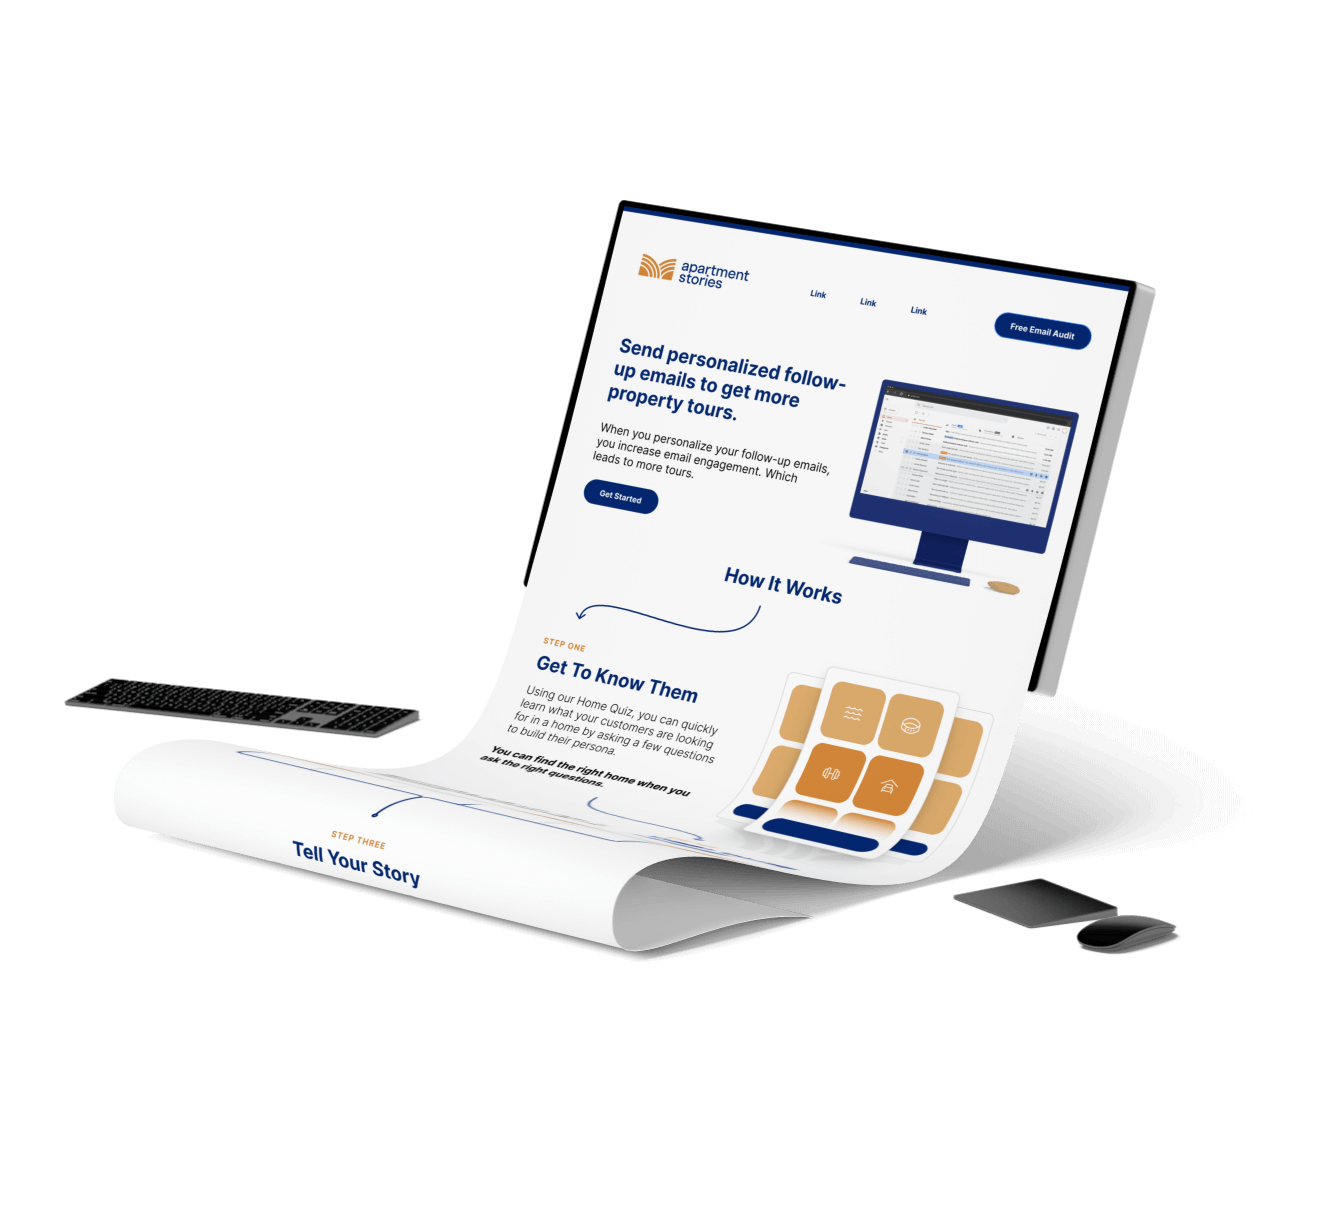 apartment
stories
Link
Link
Link
Free Email Audit
Send personalized follow-
up emails to get more
property tours.
When you personalize your follow-up emails,
you increase email engagement. Which
leads to more tours.
Get Started
How It Works
STEP ONE
Get To Know Them
Using our Home Quiz, you can quickly
learn what your customers are looking
for in a home by asking a few questions
to build their persona.
You can find the right home when you
ask the right questions.
STEP THREE
Tell Your Story